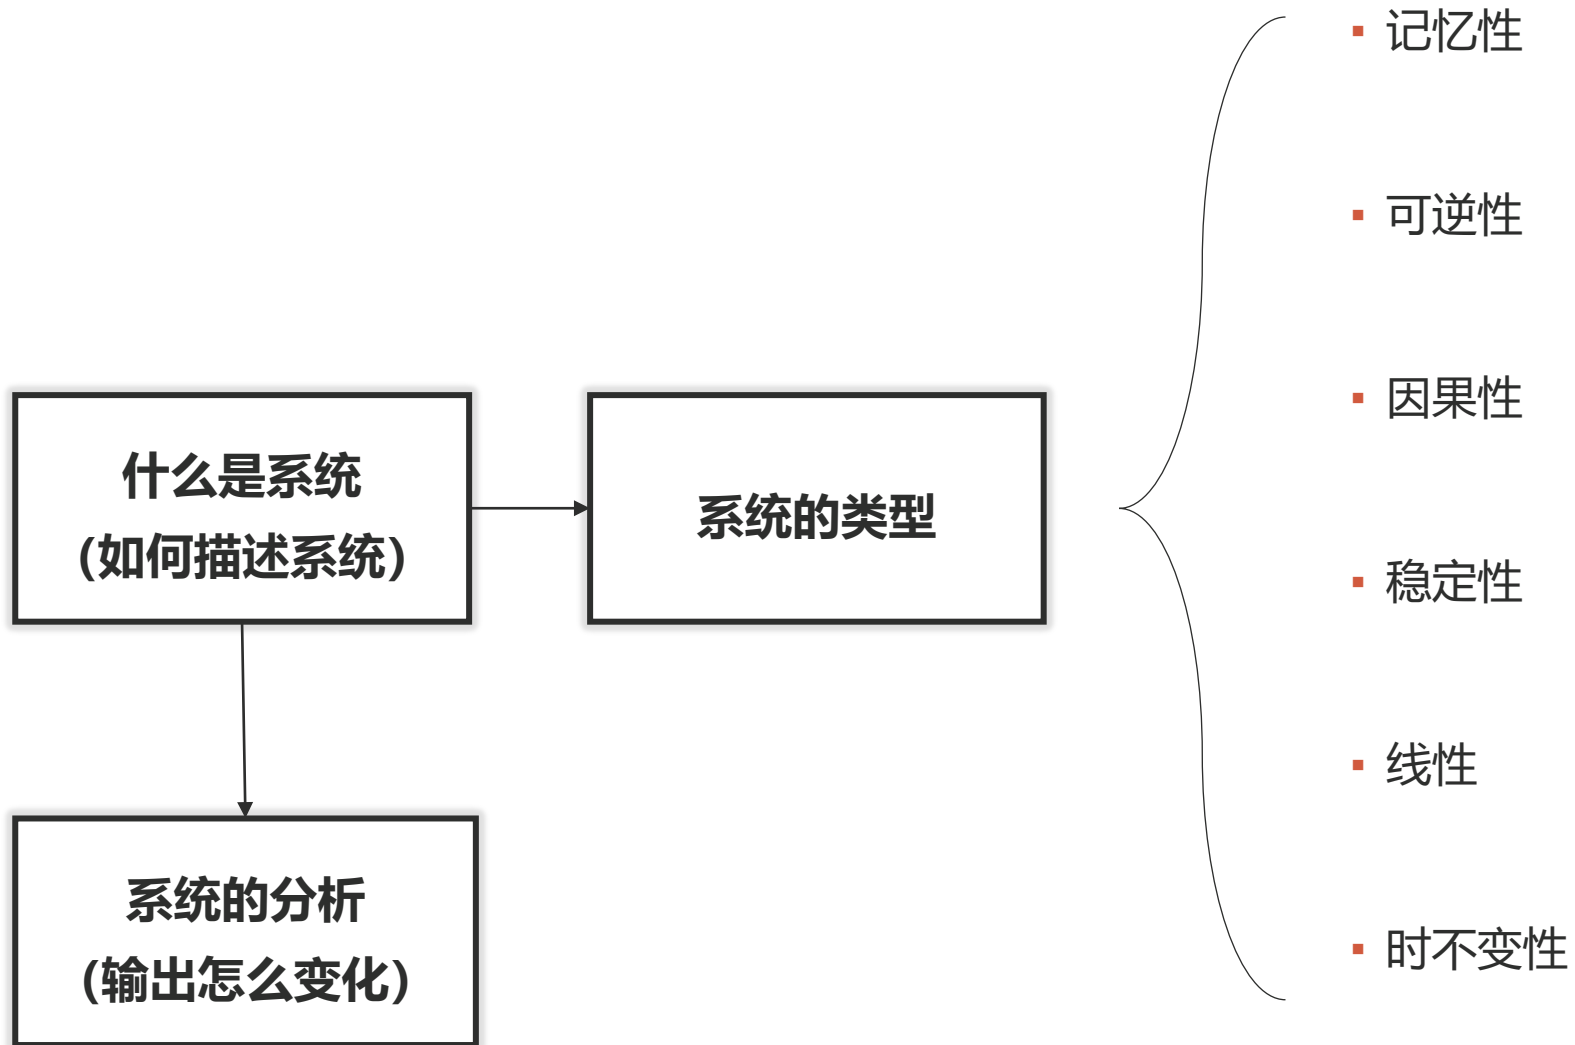 什么是系统
(如何描述系统)
系统的类型
系统的分析
(输出怎么变化)
记忆性
可逆性
因果性
稳定性
线性
时不变性